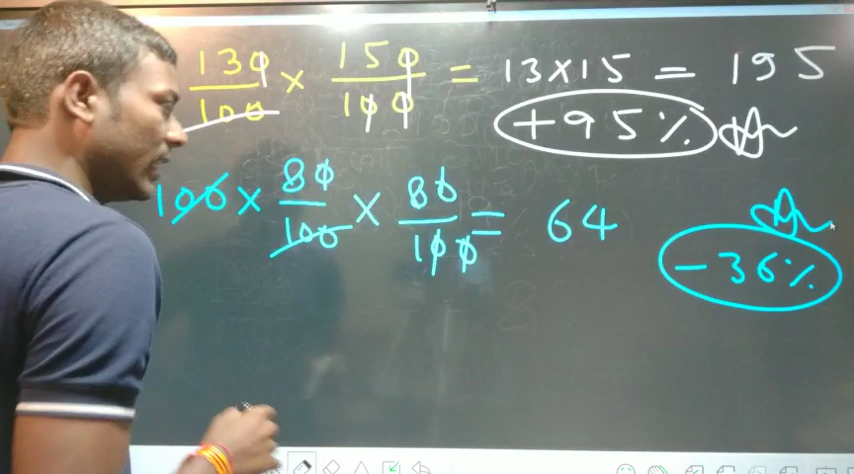 130/100 × 150/100 = 13×15 = 195
+95%
100 × 80/100 × 80/100 = 64
-36%